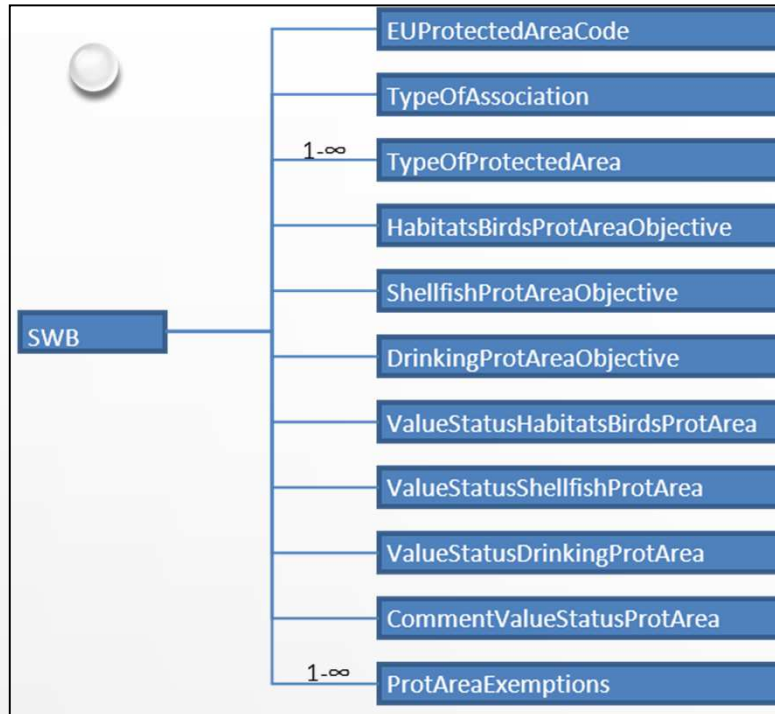 EUProtectedAreaCode
TypeOfAssociation
1-∞
TypeOfProtectedArea
HabitatsBirdsProtAreaObjective
ShellfishProtAreaObjective
SWB
DrinkingProtAreaObjective
ValueStatusHabitatsBirdsProtArea
ValueStatusShellfishProtArea
ValueStatusDrinkingProtArea
CommentValueStatusProtArea
1-∞
ProtAreaExemptions